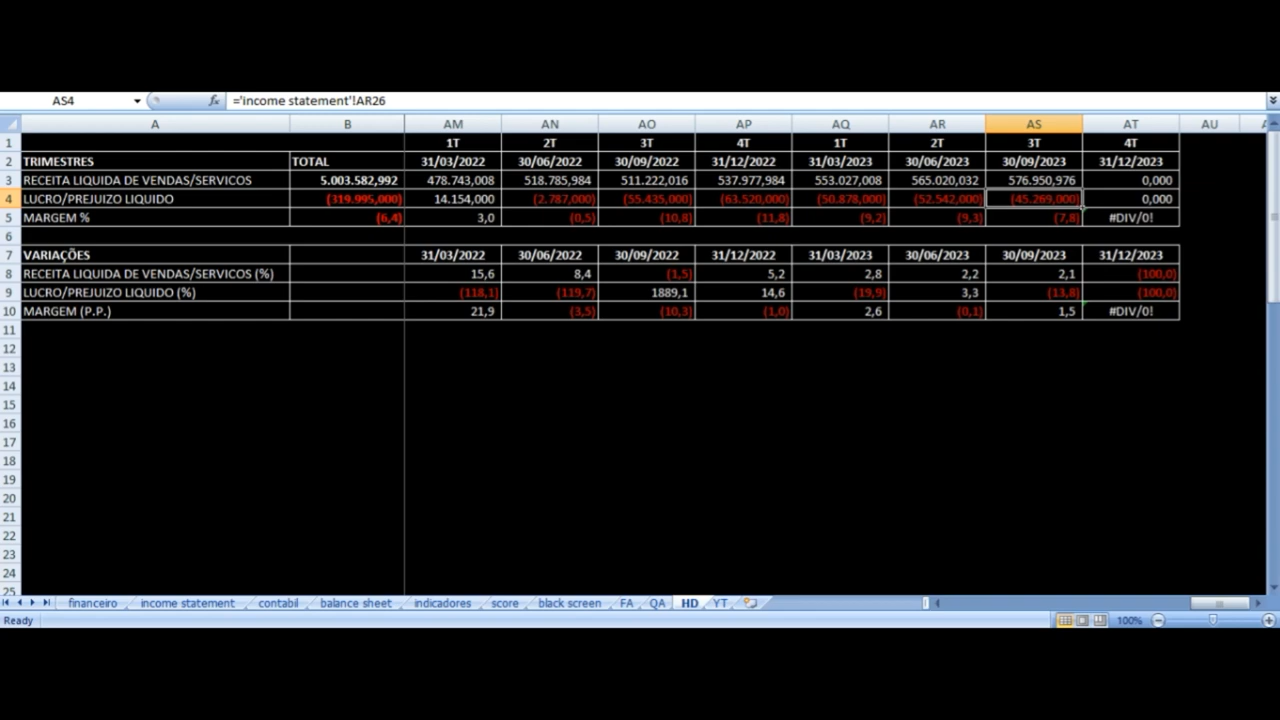 AS4 fx ='income statement'!AR26
A B AM AN AO AP AQ AR AS AT AU
1 1T 2T 3T 4T 1T 2T 3T 4T
2 TRIMESTRES TOTAL 31/03/2022 30/06/2022 30/09/2022 31/12/2022 31/03/2023 30/06/2023 30/09/2023 31/12/2023
3 RECEITA LIQUIDA DE VENDAS/SERVICOS 5.003.582,992 478.743,008 518.785,984 511.222,016 537.977,984 553.027,008 565.020,032 576.950,976 0,000
4 LUCRO/PREJUIZO LIQUIDO (319.995,000) 14.154,000 (2.787,000) (55.435,000) (63.520,000) (50.878,000) (52.542,000) (45.269,000) 0,000
5 MARGEM % (6,4) 3,0 (0,5) (10,8) (11,8) (9,2) (9,3) (7,8) #DIV/0!
6
7 VARIAÇÕES 31/03/2022 30/06/2022 30/09/2022 31/12/2022 31/03/2023 30/06/2023 30/09/2023 31/12/2023
8 RECEITA LIQUIDA DE VENDAS/SERVICOS (%) 15,6 8,4 (1,5) 5,2 2,8 2,2 2,1 (100,0)
9 LUCRO/PREJUIZO LIQUIDO (%) (118,1) (119,7) 1889,1 14,6 (19,9) 3,3 (13,8) (100,0)
10 MARGEM (P.P.) 21,9 (3,5) (10,3) (1,0) 2,6 (0,1) 1,5 #DIV/0!
11
12
13
14
15
16
17
18
19
20
21
22
23
24
25
financeiro income statement contabil balance sheet indicadores score black screen FA QA HD YT
Ready 100%